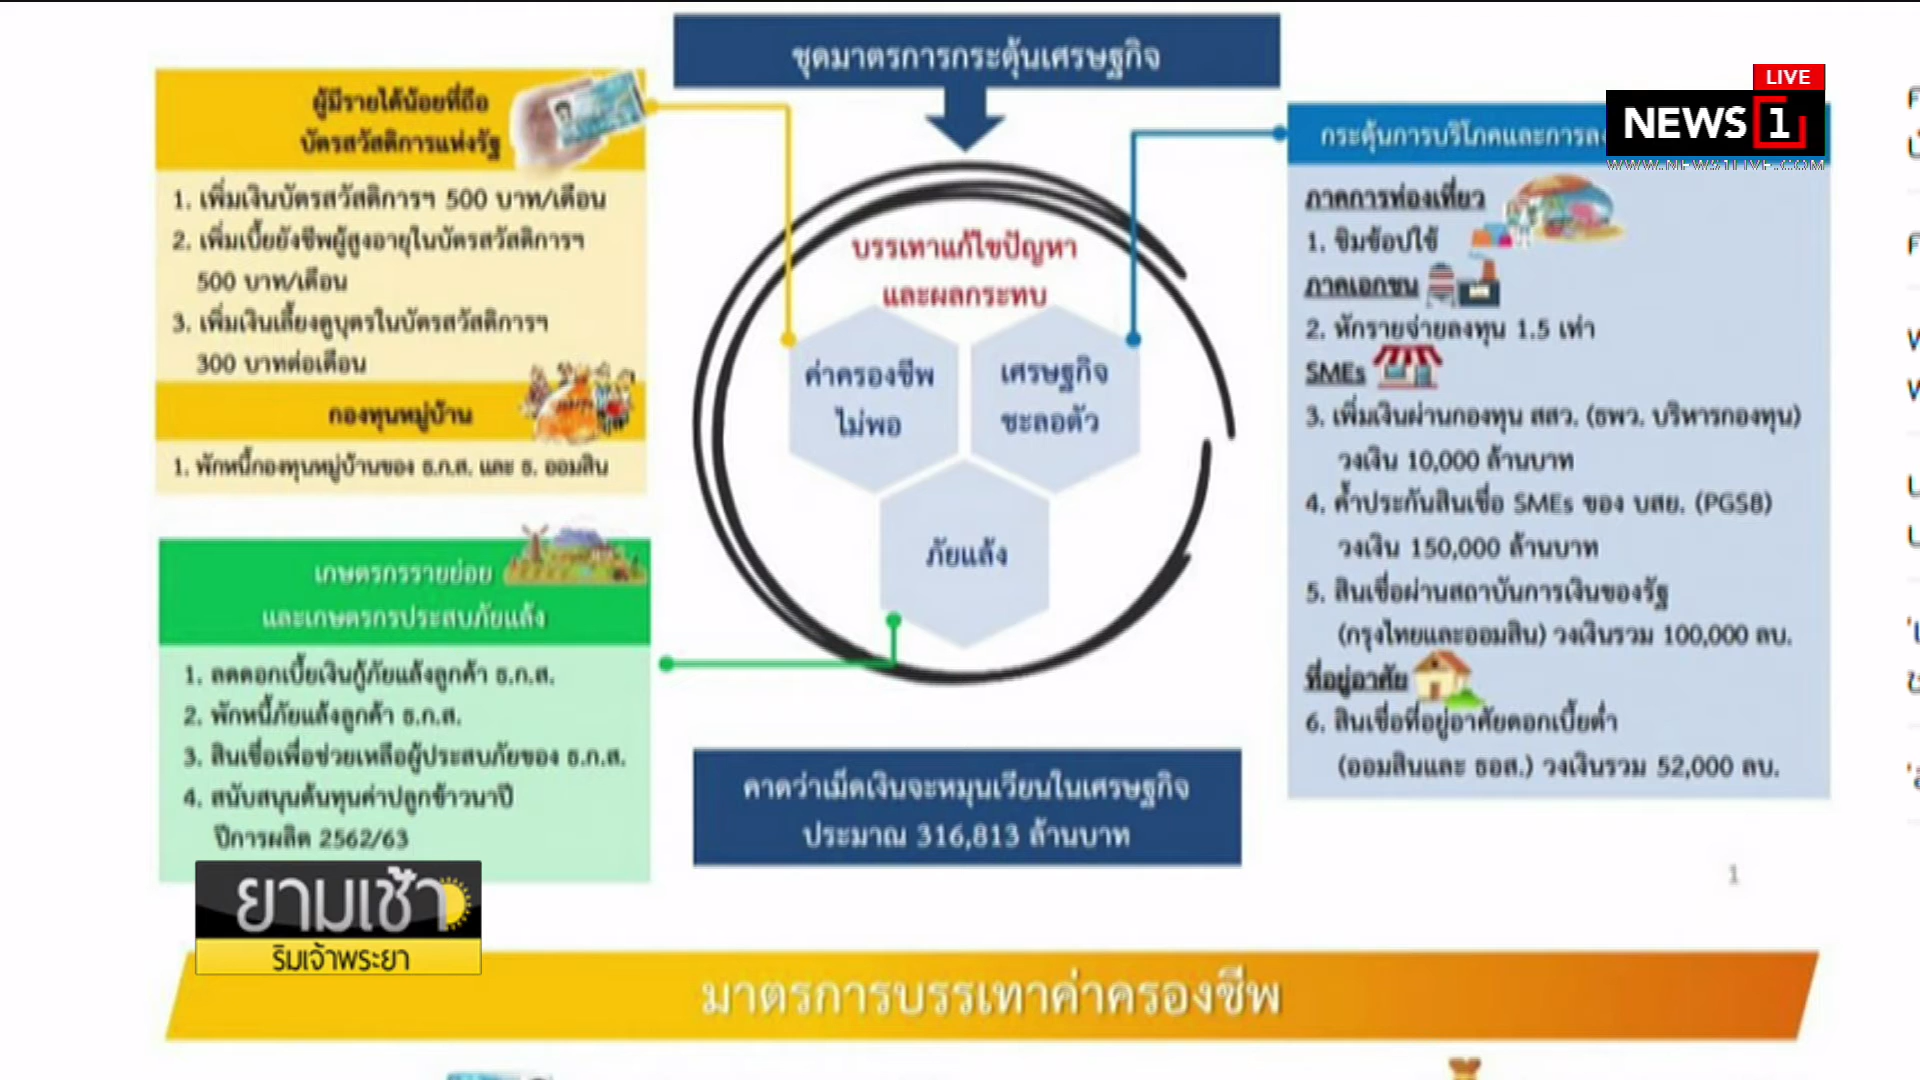 ชุดมาตรการกระตุ้นเศรษฐกิจ
ผู้มีรายได้น้อยที่ถือ
บัตรสวัสดิการแห่งรัฐ
1. เพิ่มเงินบัตรสวัสดิการฯ 500 บาท/เดือน
2. เพิ่มเบี้ยยังชีพผู้สูงอายุในบัตรสวัสดิการฯ
500 บาท/เดือน
3. เพิ่มเงินเลี้ยงดูบุตรในบัตรสวัสดิการฯ
300 บาทต่อเดือน
กองทุนหมู่บ้าน
1. พักหนี้กองทุนหมู่บ้านของ ธ.ก.ส. และ ธ. ออมสิน
เกษตรกรรายย่อย
และเกษตรกรประสบภัยแล้ง
1. ลดดอกเบี้ยเงินกู้ภัยแล้งลูกค้า ธ.ก.ส.
2. พักหนี้ภัยแล้งลูกค้า ธ.ก.ส.
3. สินเชื่อเพื่อช่วยเหลือผู้ประสบภัยของ ธ.ก.ส.
4. สนับสนุนต้นทุนค่าปลูกข้าวนาปี
ปีการผลิต 2562/63
บรรเทาแก้ไขปัญหา
และผลกระทบ
ค่าครองชีพ
ไม่พอ
เศรษฐกิจ
ชะลอตัว
ภัยแล้ง
คาดว่าเม็ดเงินจะหมุนเวียนในเศรษฐกิจ
ประมาณ 316,813 ล้านบาท
LIVE
NEWS 1
WWW.NEWS1LIVE.COM
กระตุ้นการบริโภคและการล
ภาคการท่องเที่ยว
1. ชิมช้อปใช้
ภาคเอกชน
2. หักรายจ่ายลงทุน 1.5 เท่า
SMEs
3. เพิ่มเงินผ่านกองทุน สสว. (ธพว. บริหารกองทุน)
วงเงิน 10,000 ล้านบาท
4. ค้ำประกันสินเชื่อ SMEs ของ บสย. (PGS8)
วงเงิน 150,000 ล้านบาท
5. สินเชื่อผ่านสถาบันการเงินของรัฐ
(กรุงไทยและออมสิน) วงเงินรวม 100,000 ลบ.
ที่อยู่อาศัย
6. สินเชื่อที่อยู่อาศัยดอกเบี้ยต่ำ
(ออมสินและ ธอส.) วงเงินรวม 52,000 ลบ.
1
ยามเช้า
ริมเจ้าพระยา
มาตรการบรรเทาค่าครองชีพ